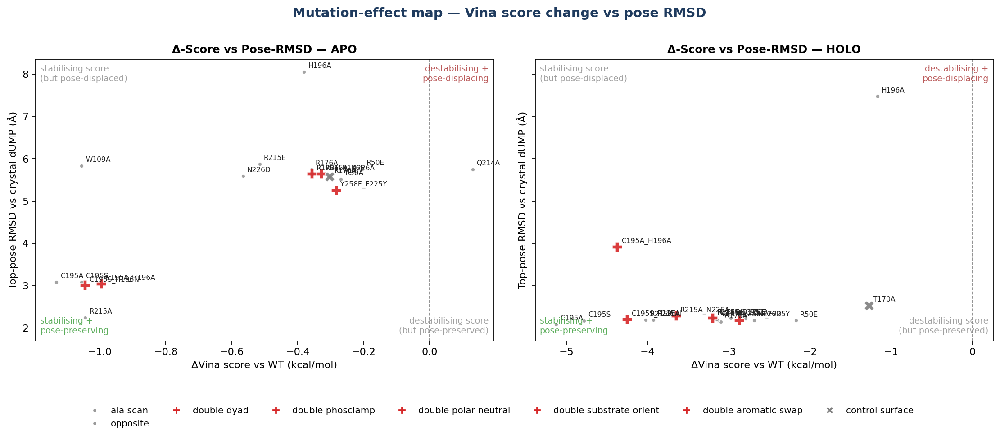 Mutation-effect map — Vina score change vs pose RMSD
Δ-Score vs Pose-RMSD — APO
stabilising score
(but pose-displaced)
destabilising +
pose-displacing
H196A
W109A
R215E
N226D
R176A
R50E
Q214A
R50A
Y258F_F225Y
C195A
C195S
C195A_H196A
C195S_H196N
R215A
stabilising +
pose-preserving
destabilising score
(but pose-preserved)
8
7
6
5
4
3
2
Top-pose RMSD vs crystal dUMP (Å)
−1.0
−0.8
−0.6
−0.4
−0.2
0.0
ΔVina score vs WT (kcal/mol)
Δ-Score vs Pose-RMSD — HOLO
stabilising score
(but pose-displaced)
destabilising +
pose-displacing
H196A
C195A_H196A
T170A
C195A
C195S
R215A_N226A
R50E
stabilising +
pose-preserving
destabilising score
(but pose-preserved)
Top-pose RMSD vs crystal dUMP (Å)
−5
−4
−3
−2
−1
0
ΔVina score vs WT (kcal/mol)
ala scan
opposite
double dyad
double phosclamp
double polar neutral
double substrate orient
double aromatic swap
control surface